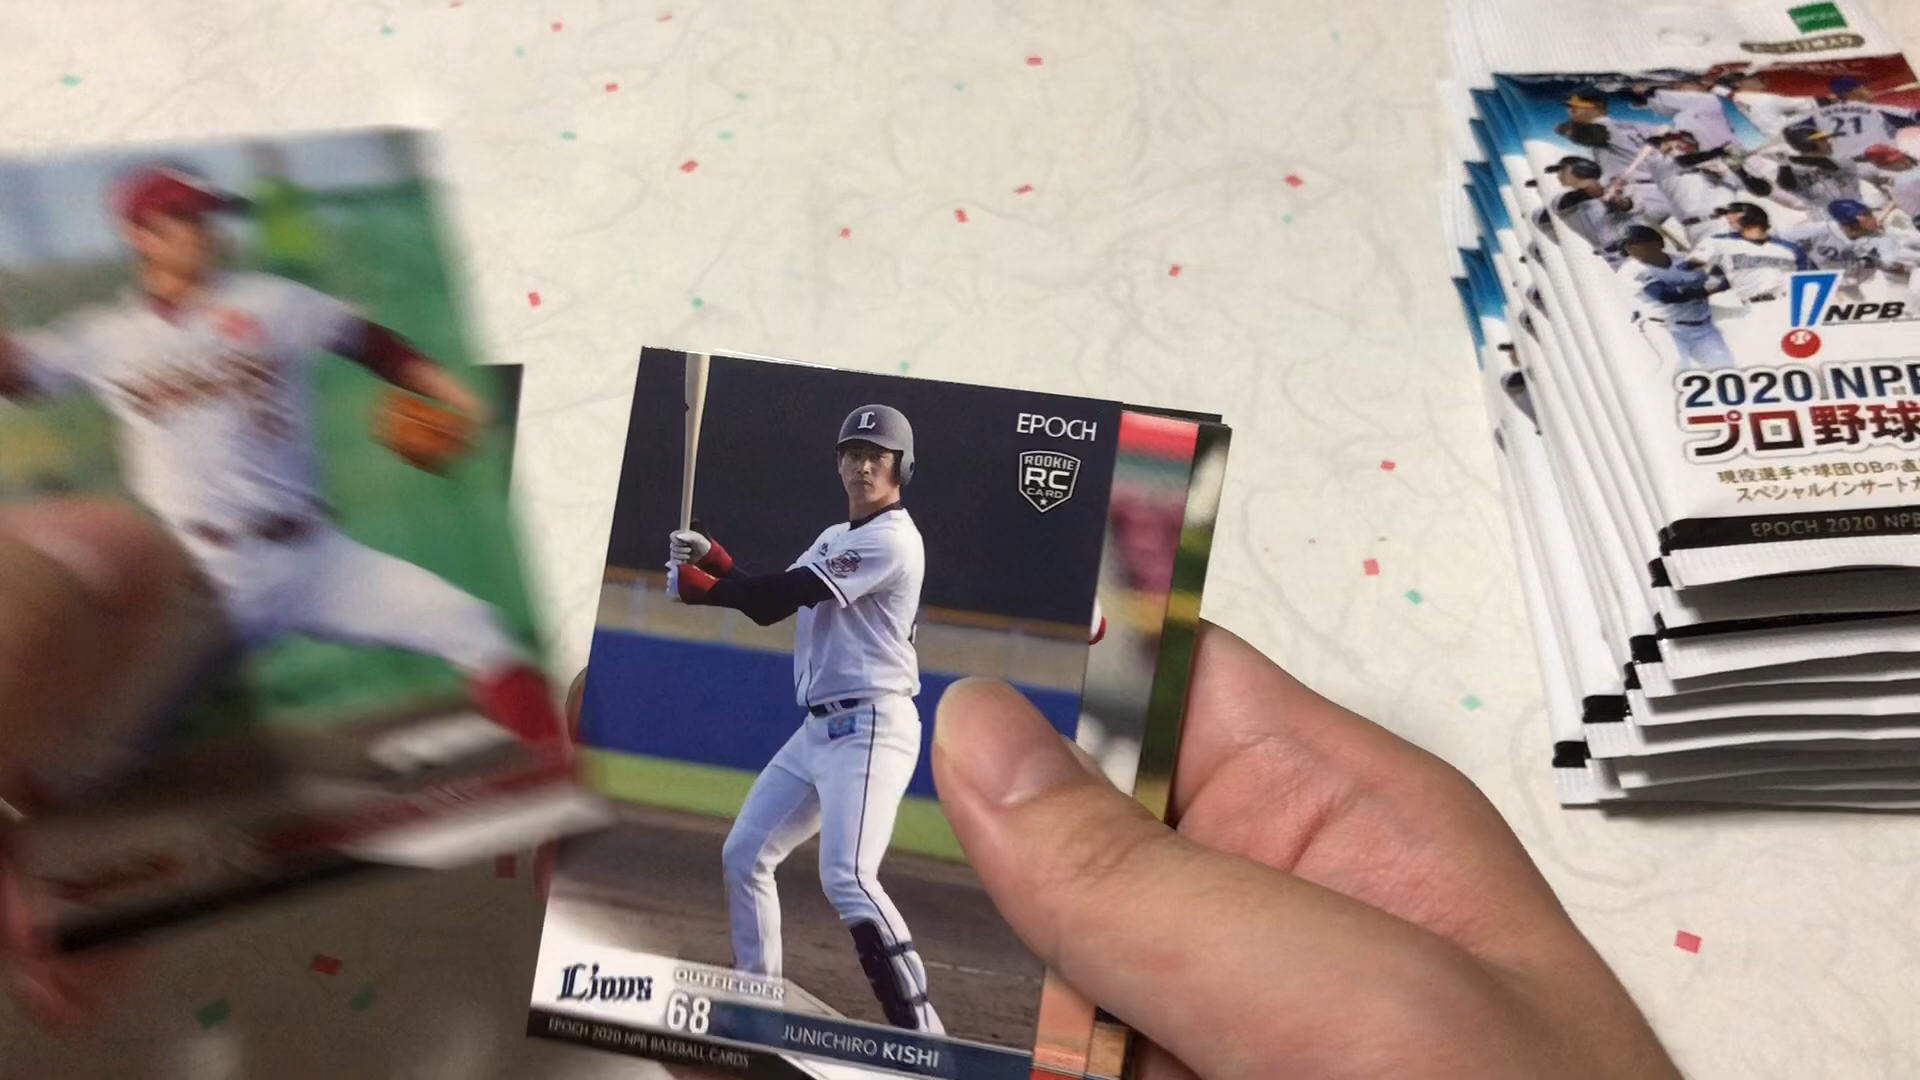 EPOCH
ROOKIE
RC
CARD
L
Lions
OUTFIELDER
68
JUNICHIRO KISHI
EPOCH 2020 NPB BASEBALL CARDS
EPOCH
21
NPB
2020 NPB
プロ野球
現役選手や球団OBの直
スペシャルインサートカ
EPOCH 2020 NPB